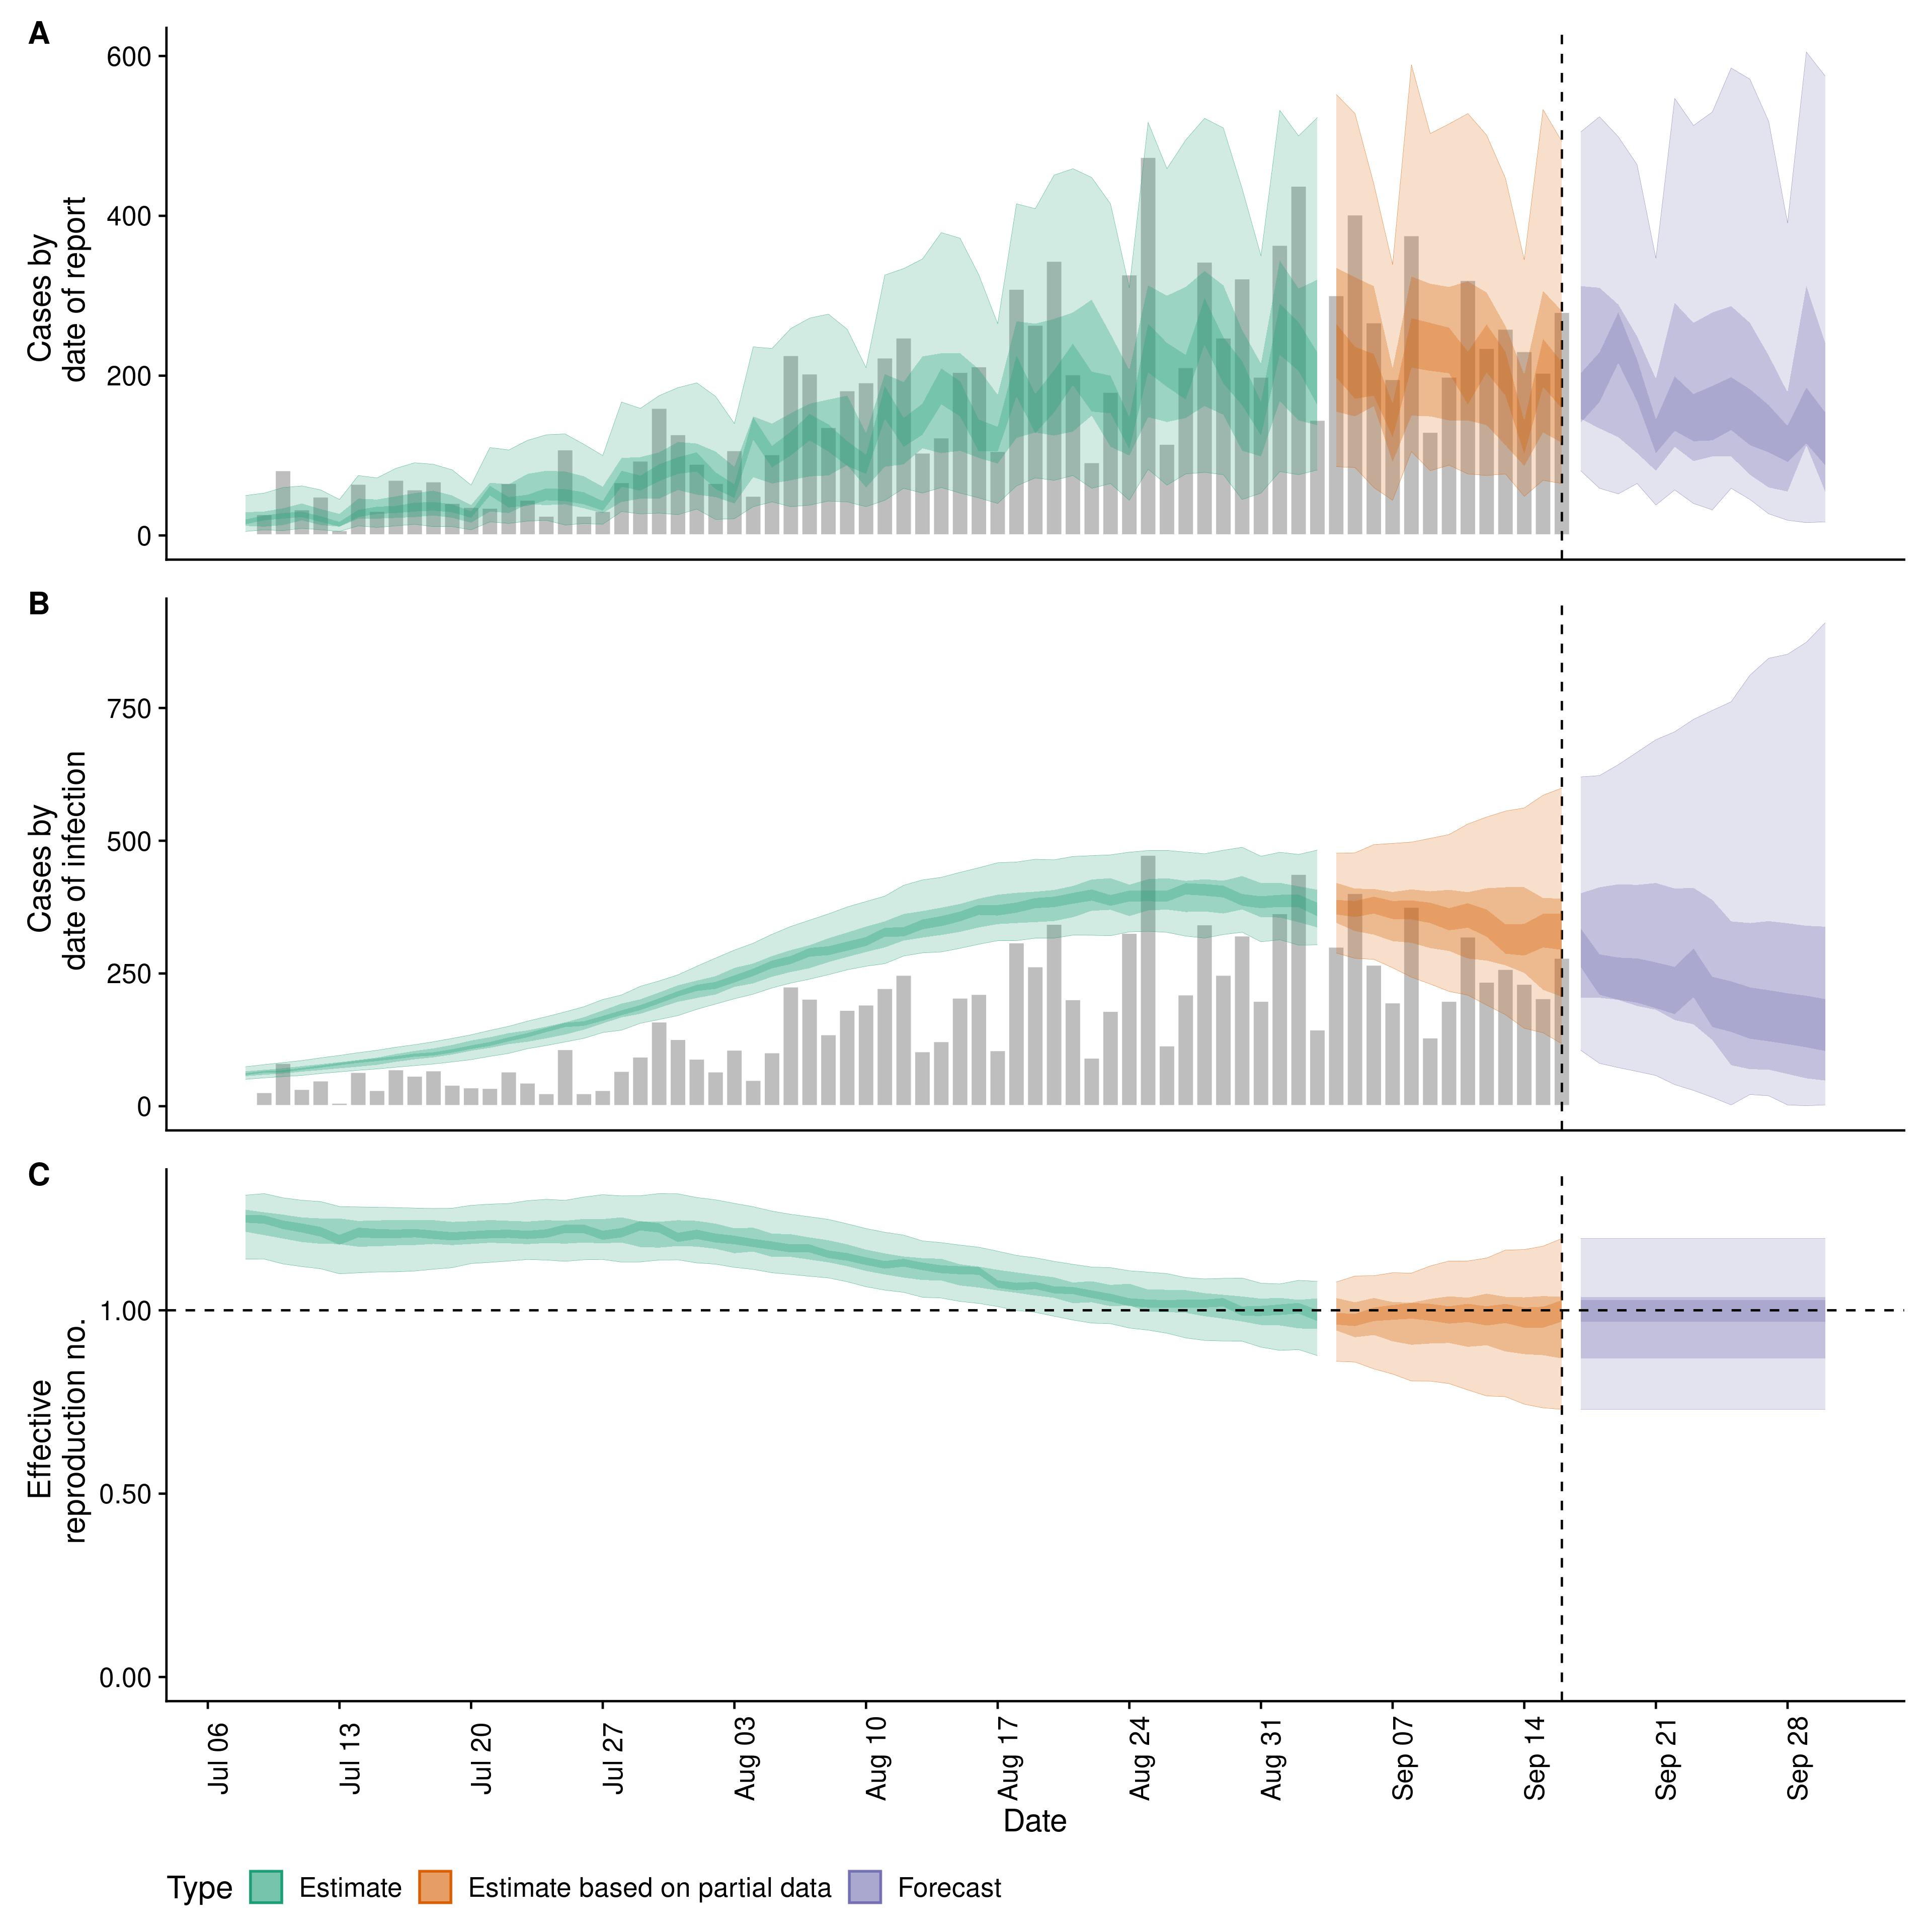 A
Cases by
date of report
600
400
200
0
B
Cases by
date of infection
750
500
250
0
C
Effective
reproduction no.
1.00
0.50
0.00
Jul 06
Jul 13
Jul 20
Jul 27
Aug 03
Aug 10
Aug 17
Aug 24
Aug 31
Sep 07
Sep 14
Sep 21
Sep 28
Date
Type Estimate Estimate based on partial data Forecast